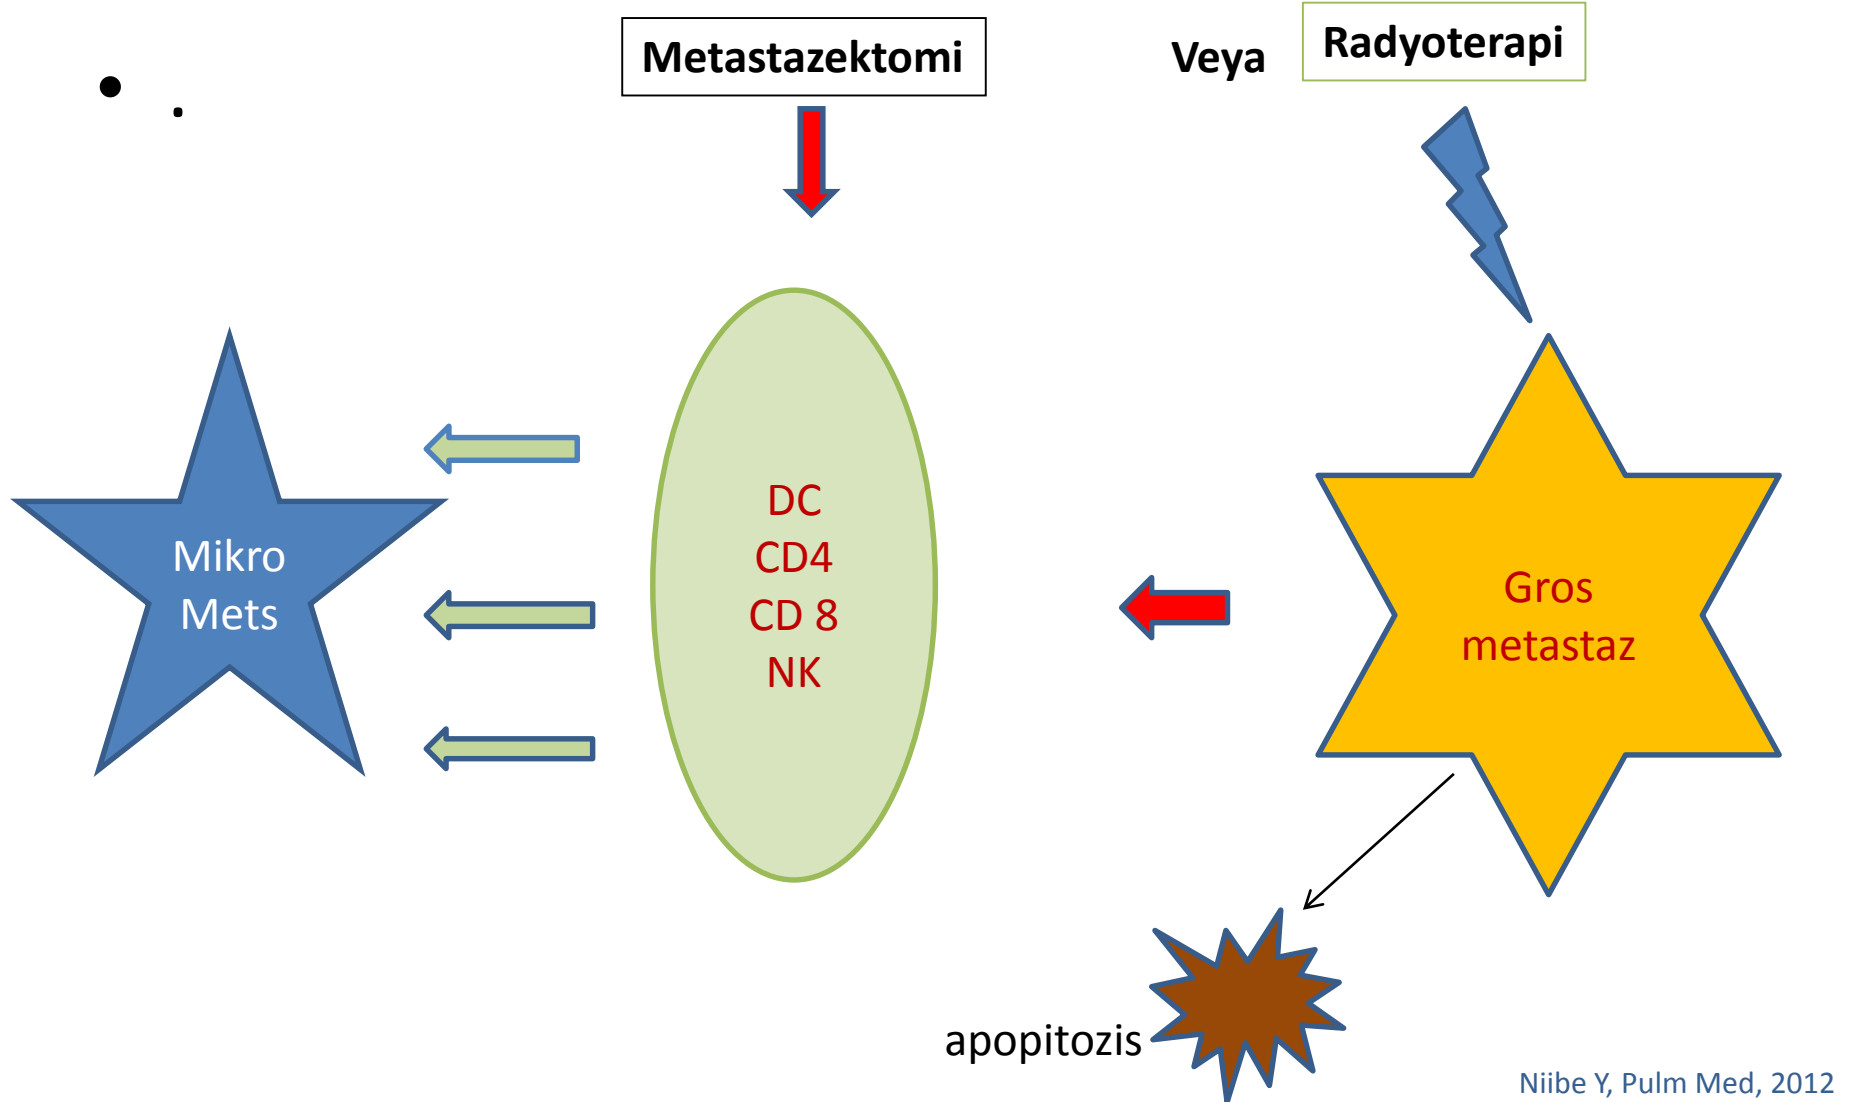 Metastazektomi
Veya
Radyoterapi
Mikro
Mets
DC
CD4
CD 8
NK
Gros
metastaz
apopitozis
Niibe Y, Pulm Med, 2012